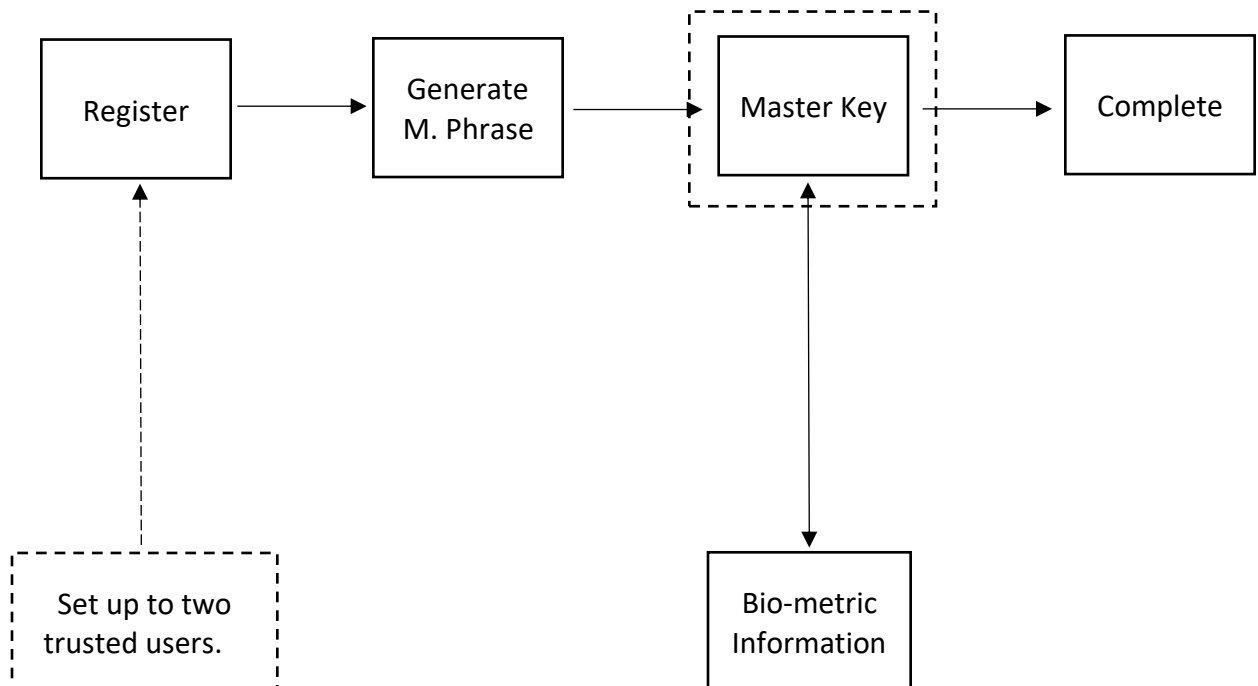 Register
Generate
M. Phrase
Master Key
Complete
Set up to two
trusted users.
Bio-metric
Information